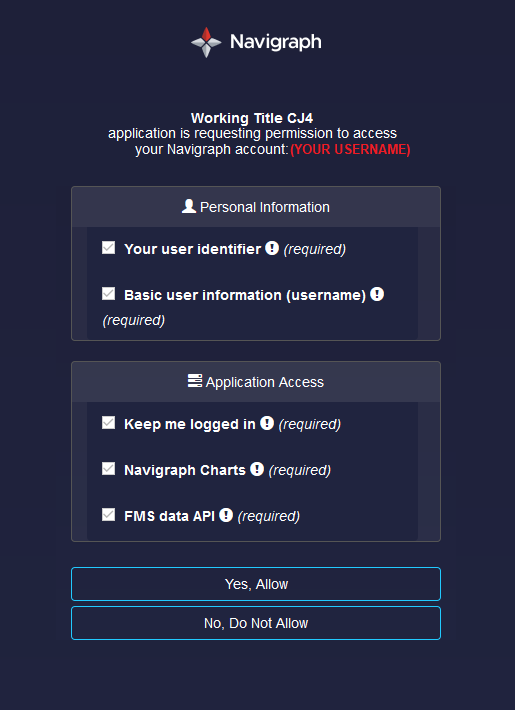 Navigraph
Working Title CJ4
application is requesting permission to access
your Navigraph account:(YOUR USERNAME)
Personal Information
Your user identifier (required)
Basic user information (username)
(required)
Application Access
Keep me logged in (required)
Navigraph Charts (required)
FMS data API (required)
Yes, Allow
No, Do Not Allow